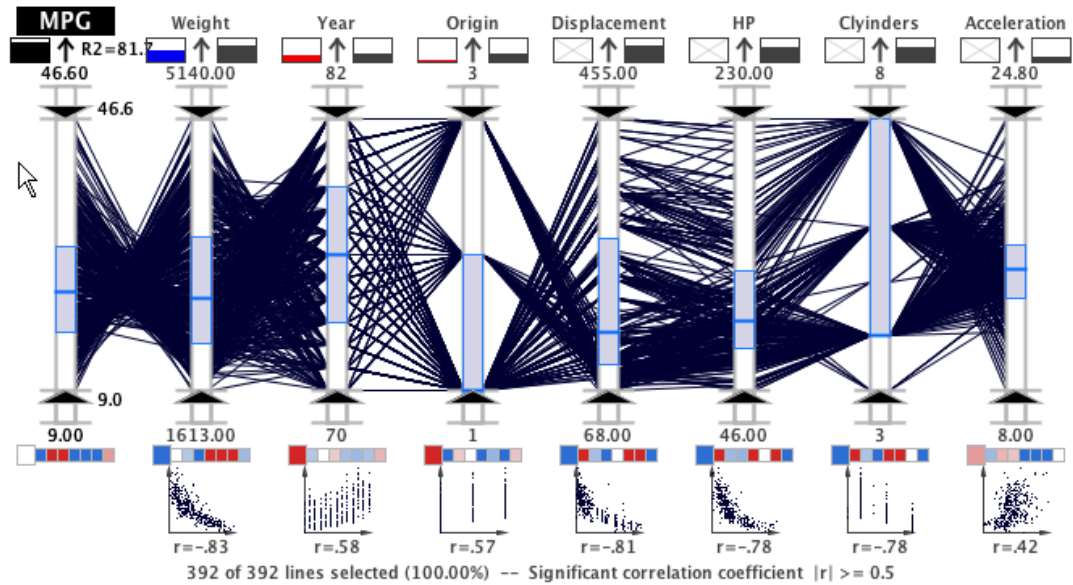 MPG Weight Year Origin Displacement HP Clyinders Acceleration
R2=81.7
46.60 5140.00 82 3 455.00 230.00 8 24.80
46.6
9.0
9.00 1613.00 70 1 68.00 46.00 3 8.00
r=-.83 r=.58 r=.57 r=-.81 r=-.78 r=-.78 r=.42
392 of 392 lines selected (100.00%) -- Significant correlation coefficient |r| >= 0.5